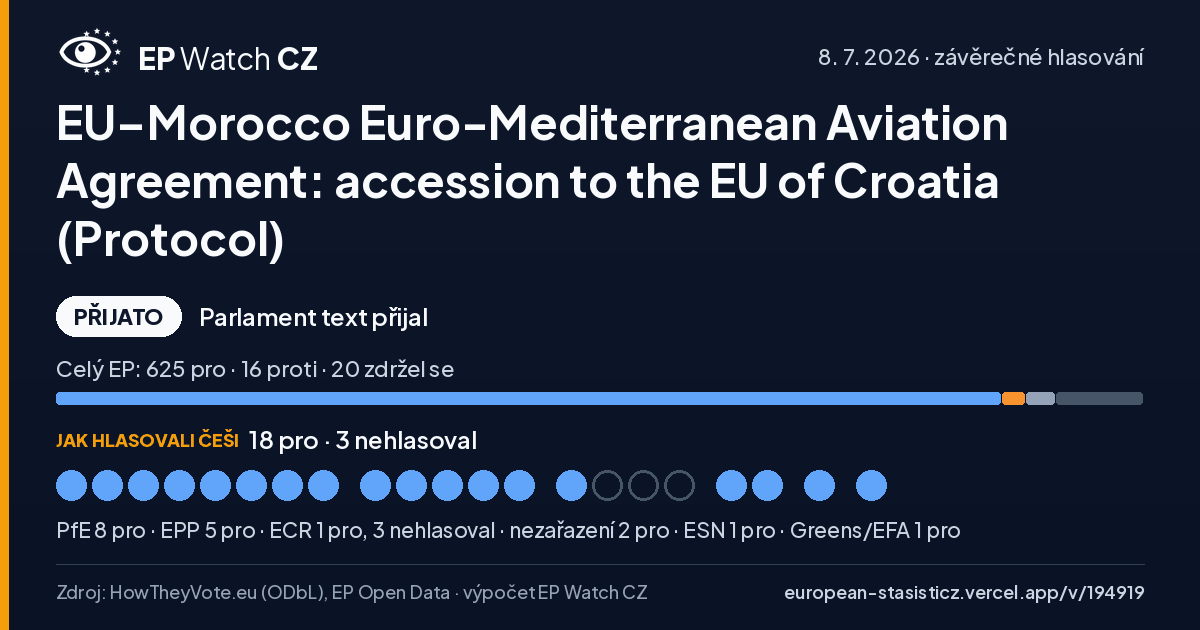 EP Watch CZ
8. 7. 2026 · závěrečné hlasování
EU–Morocco Euro-Mediterranean Aviation
Agreement: accession to the EU of Croatia
(Protocol)
PŘIJATO Parlament text přijal
Celý EP: 625 pro · 16 proti · 20 zdržel se
JAK HLASOVALI ČEŠI 18 pro · 3 nehlasoval
PfE 8 pro · EPP 5 pro · ECR 1 pro, 3 nehlasoval · nezařazení 2 pro · ESN 1 pro · Greens/EFA 1 pro
Zdroj: HowTheyVote.eu (ODbL), EP Open Data · výpočet EP Watch CZ
european-stasisticz.vercel.app/v/194919